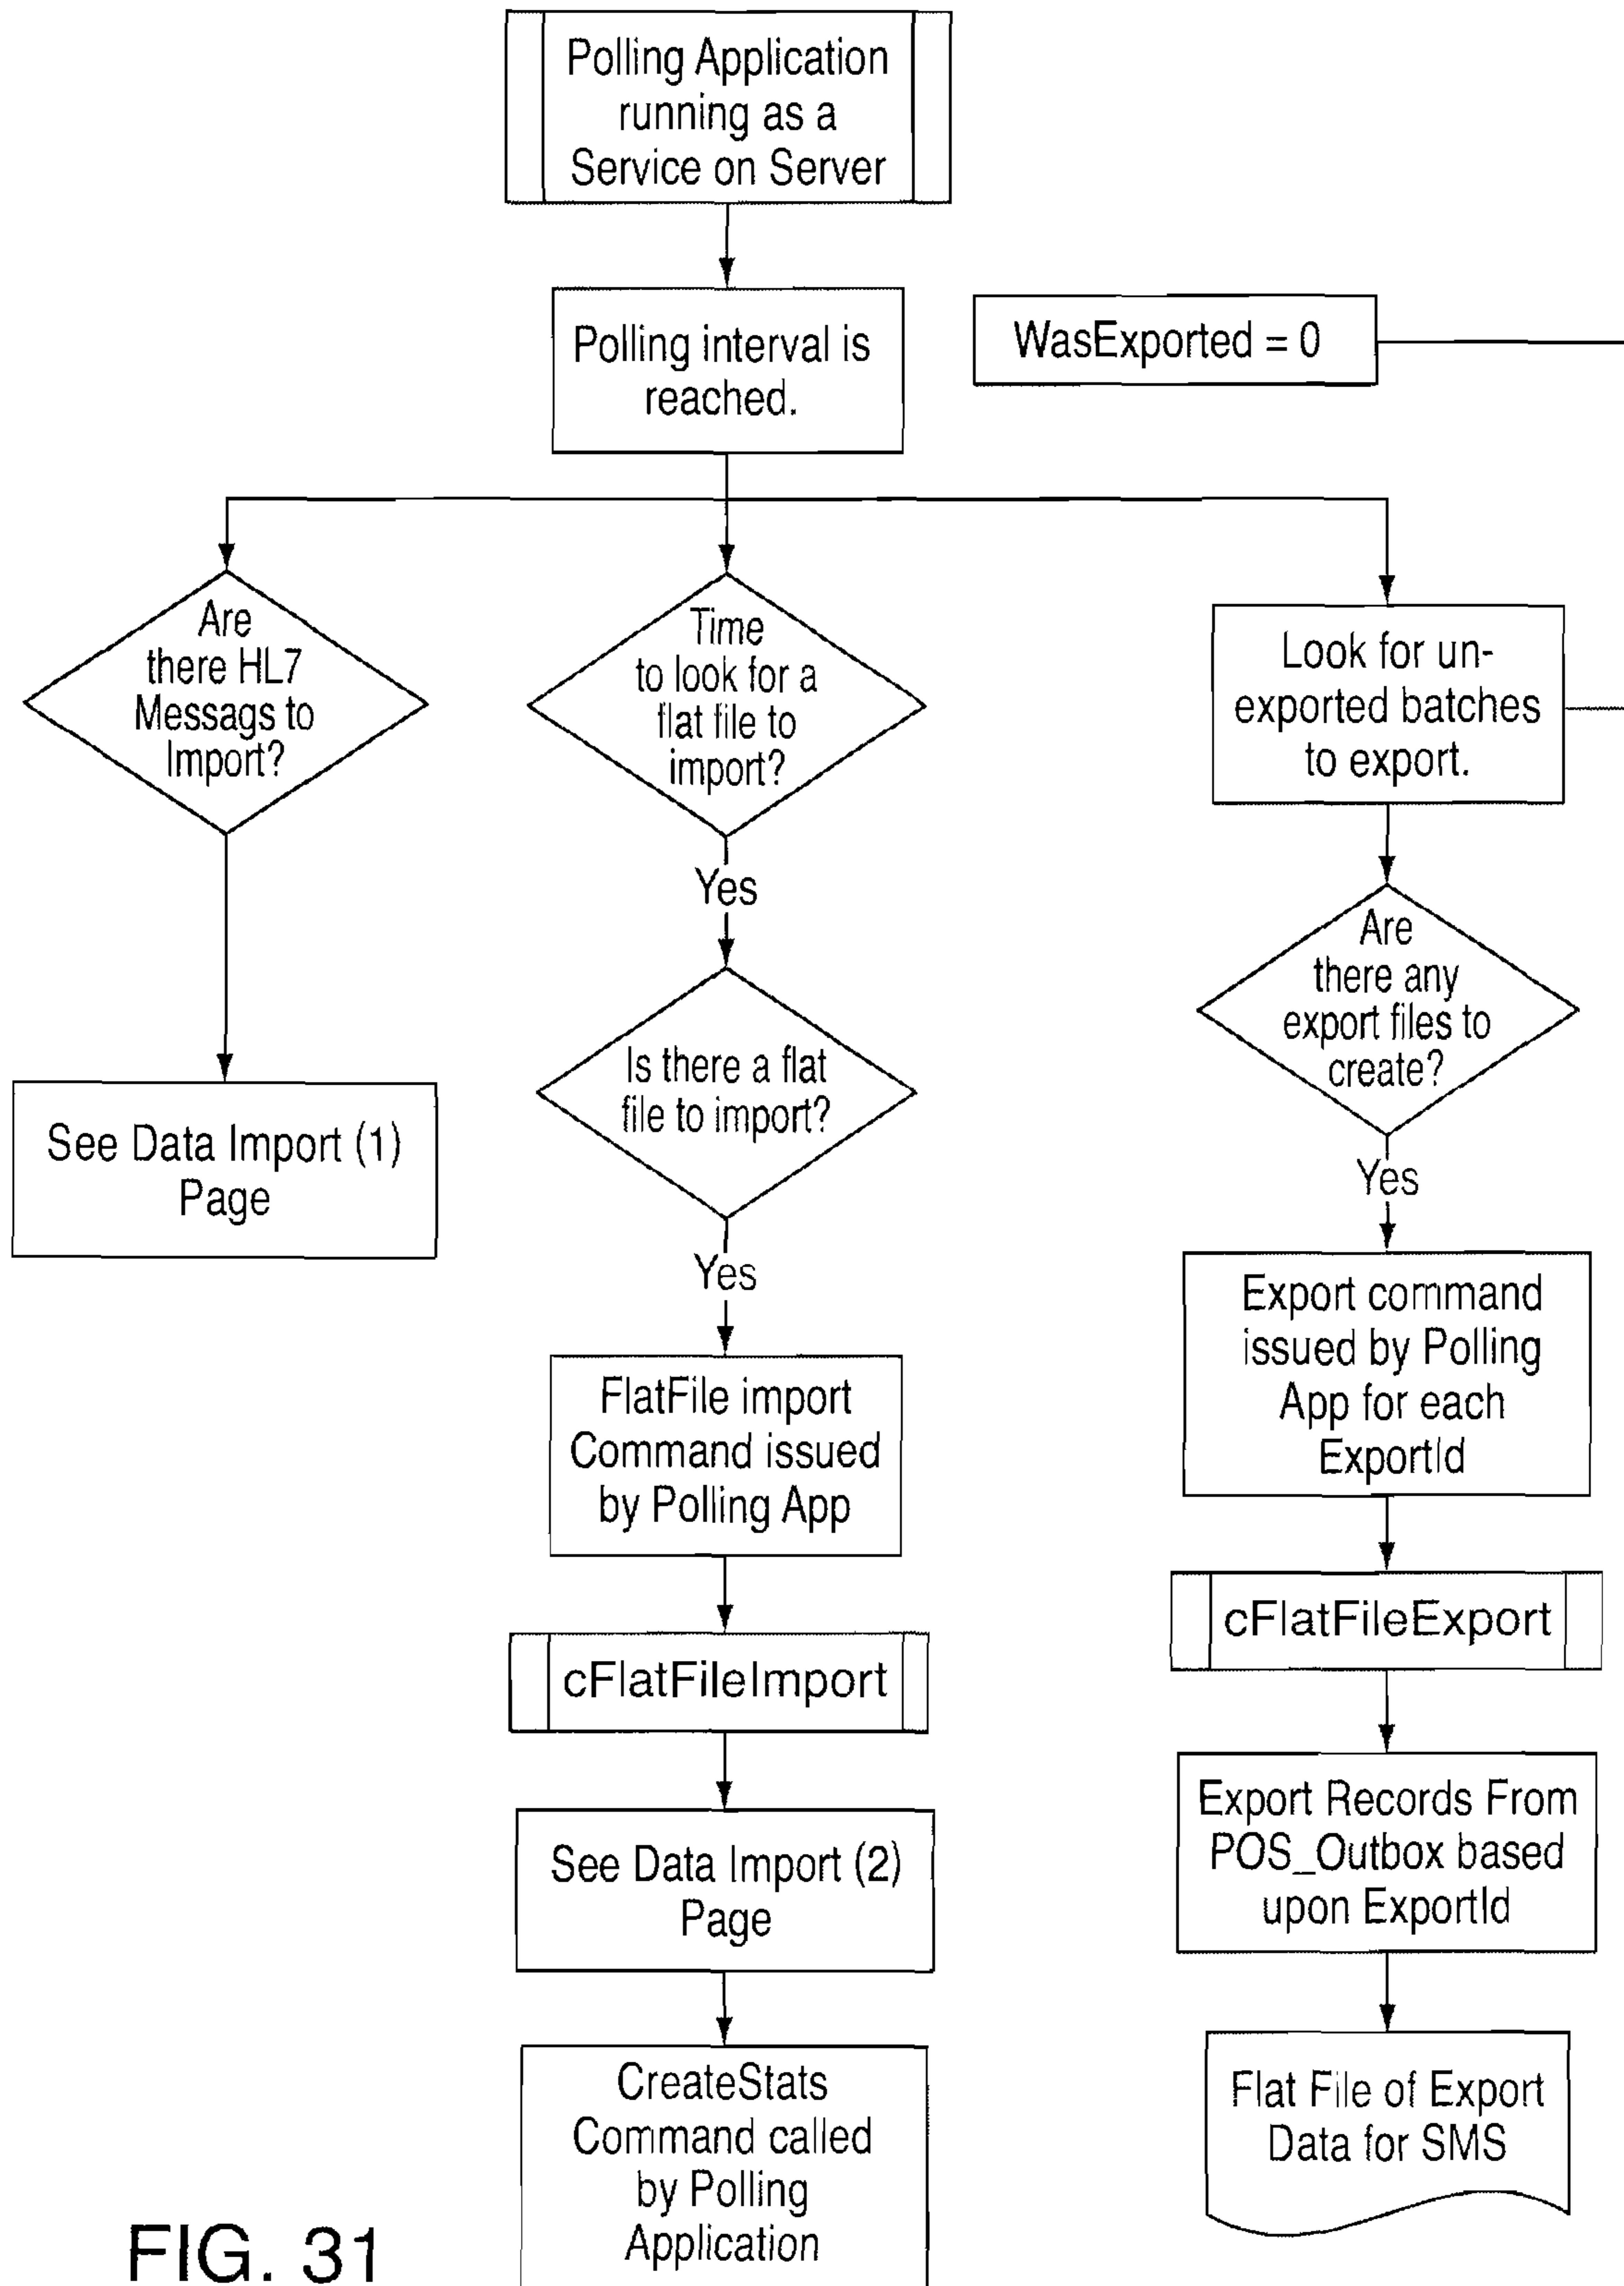 Polling Application
running as a
Service on Server
Polling interval is
reached.
WasExported = 0
Are
there HL7
Messags to
Import?
Time
to look for a
flat file to
import?
Look for un-
exported batches
to export.
Yes
Are
there any
export files to
create?
Is there a flat
file to import?
See Data Import (1)
Page
Yes
Yes
Export command
issued by Polling
App for each
ExportId
FlatFile import
Command issued
by Polling App
cFlatFileExport
cFlatFileImport
Export Records From
POS_Outbox based
upon ExportId
See Data Import (2)
Page
Flat File of Export
Data for SMS
CreateStats
Command called
by Polling
Application
FIG. 31